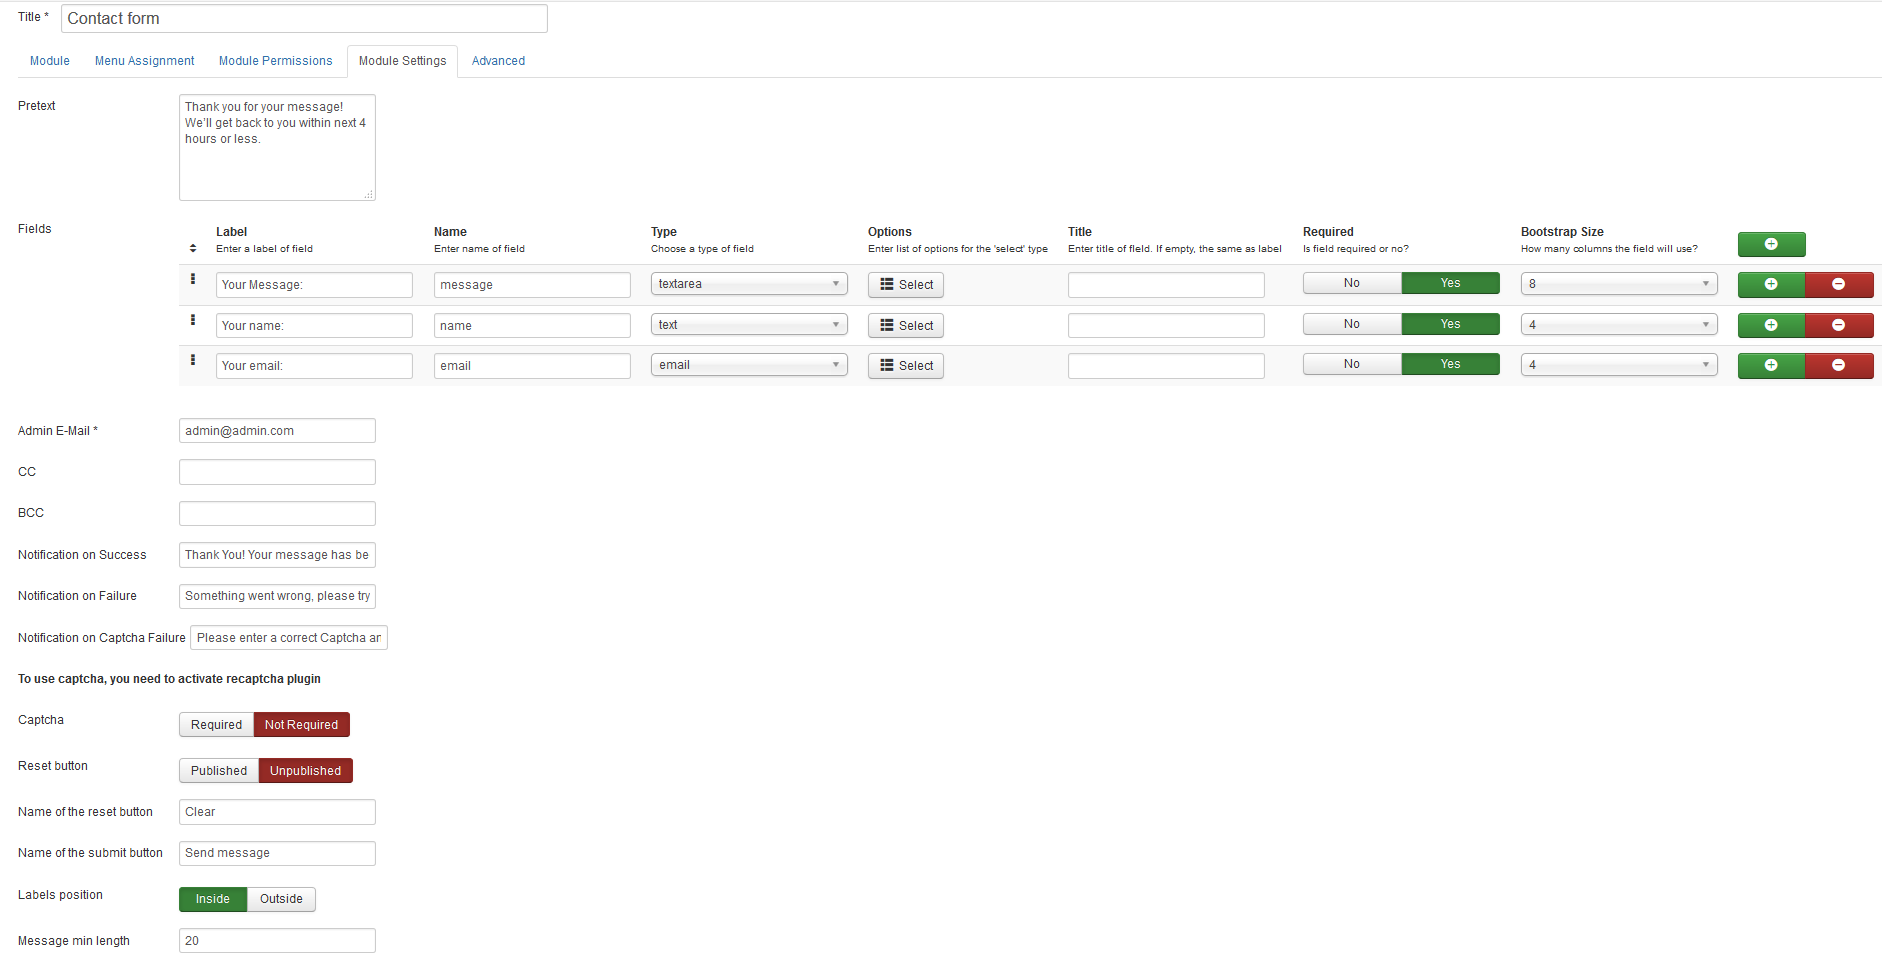 Title * Contact form
Module Menu Assignment Module Permissions Module Settings Advanced
Pretext
Thank you for your message!
We'll get back to you within next 4
hours or less.
Fields
Label Name Type Options Title Required Bootstrap Size
Enter a label of field Enter name of field Choose a type of field Enter list of options for the 'select' type Enter title of field. If empty, the same as label Is field required or no? How many columns the field will use?
Your Message: message textarea Select No Yes 8
Your name: name text Select No Yes 4
Your email: email email Select No Yes 4
Admin E-Mail * admin@admin.com
CC
BCC
Notification on Success Thank You! Your message has be
Notification on Failure Something went wrong, please try
Notification on Captcha Failure Please enter a correct Captcha an
To use captcha, you need to activate recaptcha plugin
Captcha Required Not Required
Reset button Published Unpublished
Name of the reset button Clear
Name of the submit button Send message
Labels position Inside Outside
Message min length 20